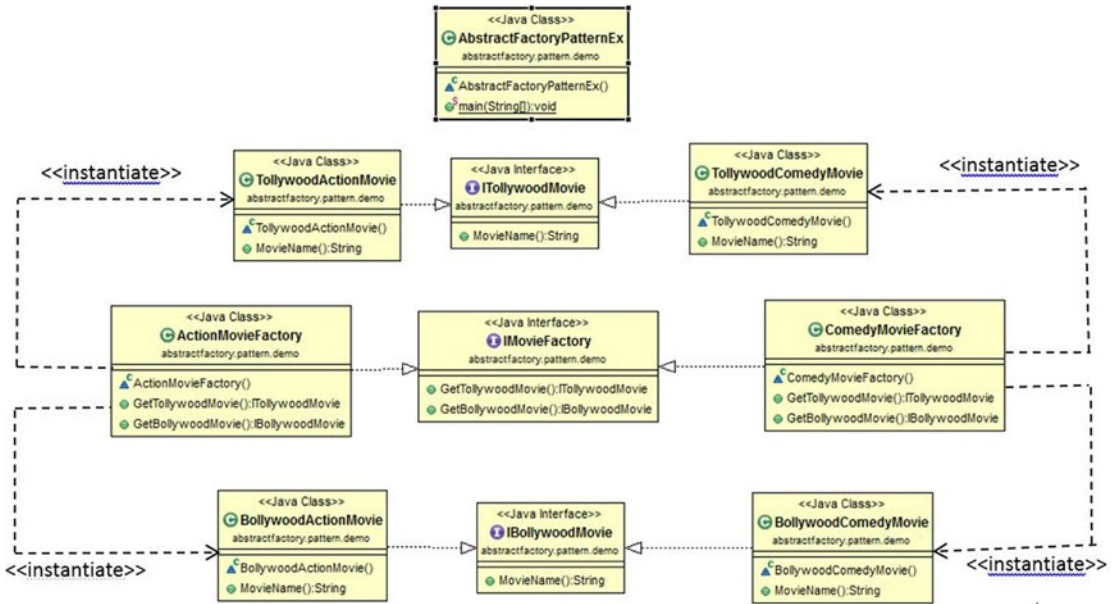 <<Java Class>>
AbstractFactoryPatternEx
abstractfactory.pattern.demo
AbstractFactoryPatternEx()
main(String[]):void
<<instantiate>>
<<Java Class>>
TollywoodActionMovie
abstractfactory.pattern.demo
TollywoodActionMovie()
MovieName():String
<<Java Interface>>
ITollywoodMovie
abstractfactory.pattern.demo
MovieName():String
<<Java Class>>
TollywoodComedyMovie
abstractfactory.pattern.demo
TollywoodComedyMovie()
MovieName():String
<<instantiate>>
<<Java Class>>
ActionMovieFactory
abstractfactory.pattern.demo
ActionMovieFactory()
GetTollywoodMovie():ITollywoodMovie
GetBollywoodMovie():IBollywoodMovie
<<Java Interface>>
IMovieFactory
abstractfactory.pattern.demo
GetTollywoodMovie():ITollywoodMovie
GetBollywoodMovie():IBollywoodMovie
<<Java Class>>
ComedyMovieFactory
abstractfactory.pattern.demo
ComedyMovieFactory()
GetTollywoodMovie():ITollywoodMovie
GetBollywoodMovie():IBollywoodMovie
<<instantiate>>
<<Java Class>>
BollywoodActionMovie
abstractfactory.pattern.demo
BollywoodActionMovie()
MovieName():String
<<Java Interface>>
IBollywoodMovie
abstractfactory.pattern.demo
MovieName():String
<<Java Class>>
BollywoodComedyMovie
abstractfactory.pattern.demo
BollywoodComedyMovie()
MovieName():String
<<instantiate>>